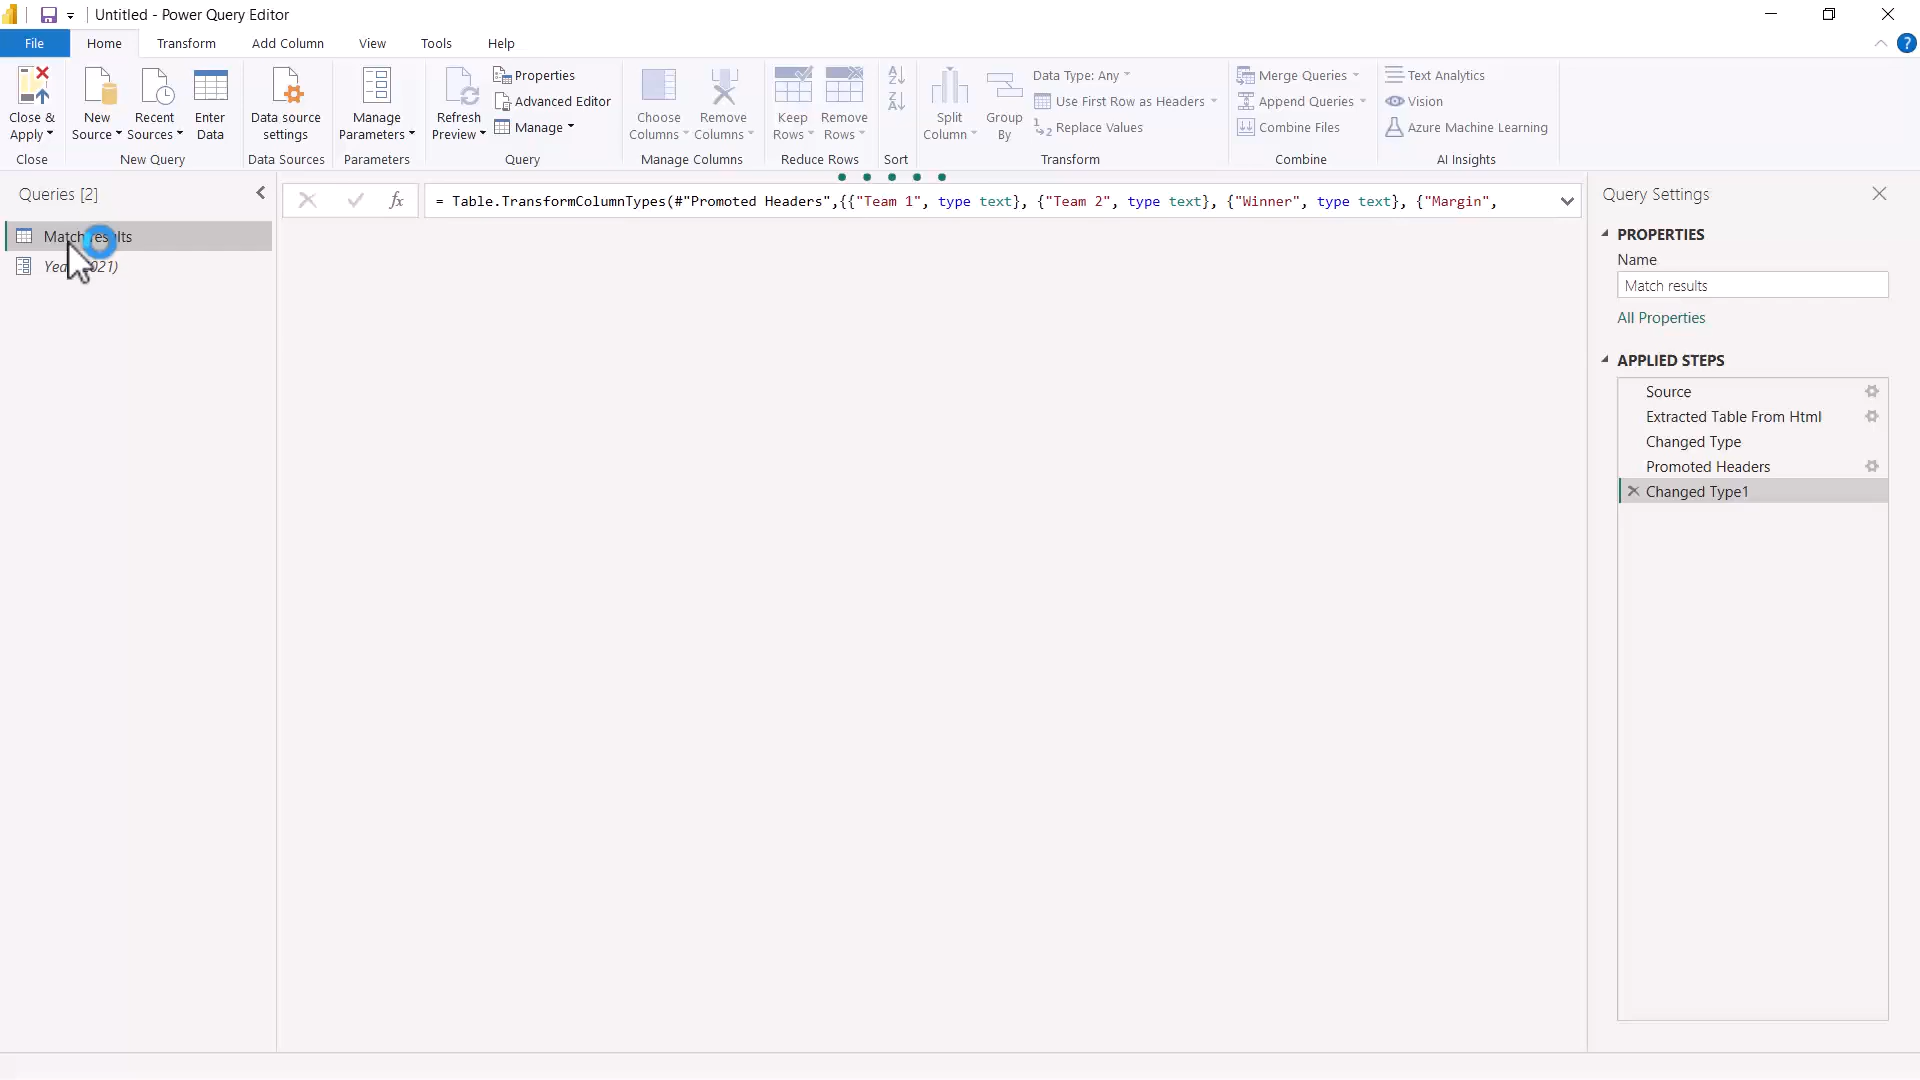 Untitled - Power Query Editor
File Home Transform Add Column View Tools Help
Close & Apply
New Source
Recent Sources
Enter Data
Data source settings
Manage Parameters
Refresh Preview
Properties
Advanced Editor
Manage
Choose Columns
Remove Columns
Keep Rows
Remove Rows
Split Column
Group By
Data Type: Any
Use First Row as Headers
Replace Values
Merge Queries
Append Queries
Combine Files
Text Analytics
Vision
Azure Machine Learning
Close New Query Data Sources Parameters Query Manage Columns Reduce Rows Sort Transform Combine AI Insights
Queries [2]
Match results
fx
= Table.TransformColumnTypes(#"Promoted Headers",{{"Team 1", type text}, {"Team 2", type text}, {"Winner", type text}, {"Margin",
Query Settings
PROPERTIES
Name
Match results
All Properties
APPLIED STEPS
Source
Extracted Table From Html
Changed Type
Promoted Headers
Changed Type1